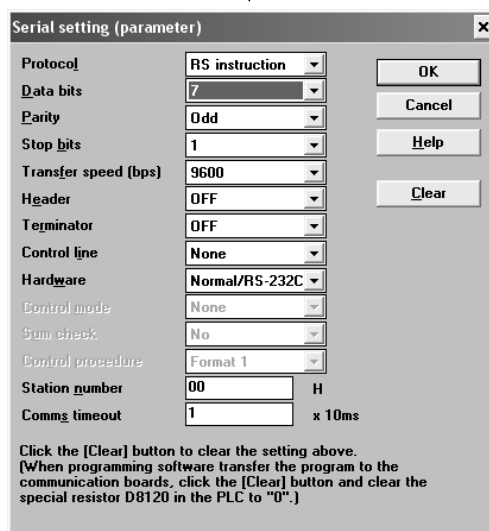 Serial setting (parameter)
Protocol RS instruction OK
Data bits 7 Cancel
Parity Odd
Stop bits 1 Help
Transfer speed (bps) 9600
Header OFF Clear
Terminator OFF
Control line None
Hardware Normal/RS-232C
Control mode None
Sum check No
Control procedure Format 1
Station number 00 H
Comms timeout 1 x 10ms
Click the [Clear] button to clear the setting above.
(When programming software transfer the program to the
communication boards, click the [Clear] button and clear the
special resistor D8120 in the PLC to "0".)